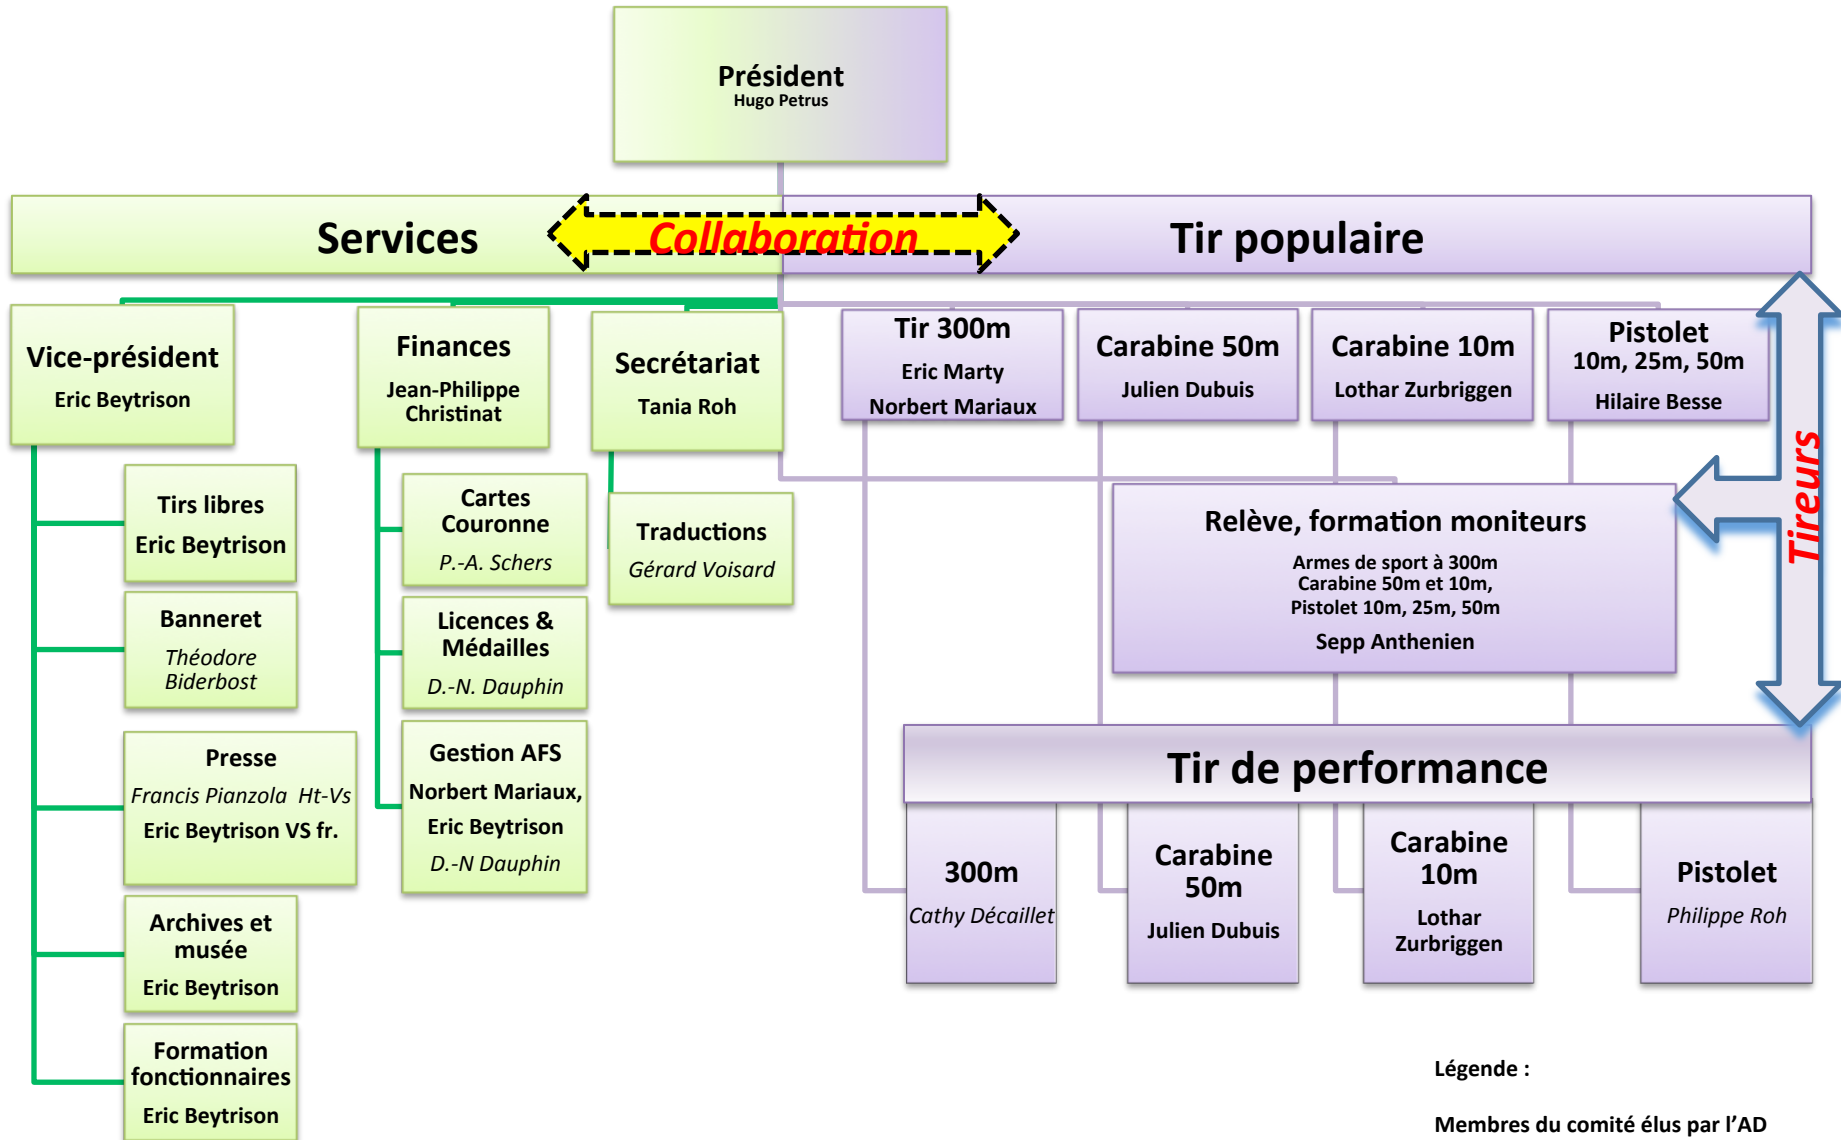 Président
Hugo Petrus
Services
Collaboration
Tir populaire
Vice-président
Eric Beytrison
Finances
Jean-Philippe
Christinat
Secrétariat
Tania Roh
Tir 300m
Eric Marty
Norbert Mariaux
Carabine 50m
Julien Dubuis
Carabine 10m
Lothar Zurbriggen
Pistolet
10m, 25m, 50m
Hilaire Besse
Tireurs
Tirs libres
Eric Beytrison
Banneret
Théodore
Biderbost
Presse
Francis Pianzola Ht-Vs
Eric Beytrison VS fr.
Archives et
musée
Eric Beytrison
Formation
fonctionnaires
Eric Beytrison
Cartes
Couronne
P.-A. Schers
Licences &
Médailles
D.-N. Dauphin
Gestion AFS
Norbert Mariaux,
Eric Beytrison
D.-N Dauphin
Traductions
Gérard Voisard
Relève, formation moniteurs
Armes de sport à 300m
Carabine 50m et 10m,
Pistolet 10m, 25m, 50m
Sepp Anthenien
Tir de performance
300m
Cathy Décaillet
Carabine
50m
Julien Dubuis
Carabine
10m
Lothar
Zurbriggen
Pistolet
Philippe Roh
Légende :
Membres du comité élus par l'AD